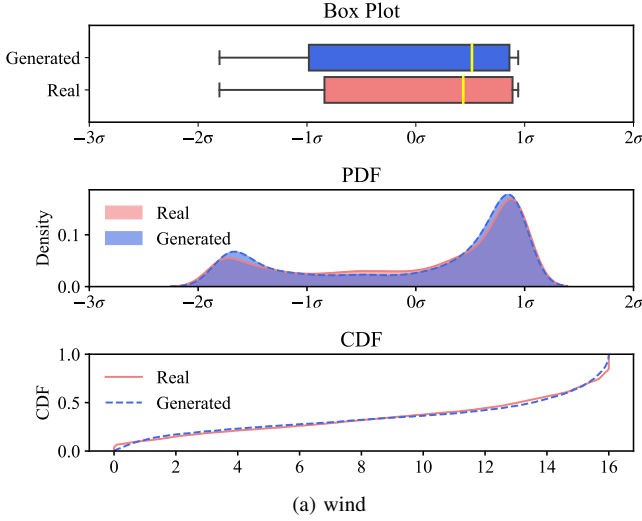 Box Plot
Generated
Real
−3σ −2σ −1σ 0σ 1σ 2σ
PDF
Density
0.1
0.0
Real
Generated
−3σ −2σ −1σ 0σ 1σ 2σ
CDF
CDF
1.0
0.5
0.0
Real
Generated
0 2 4 6 8 10 12 14 16
(a) wind